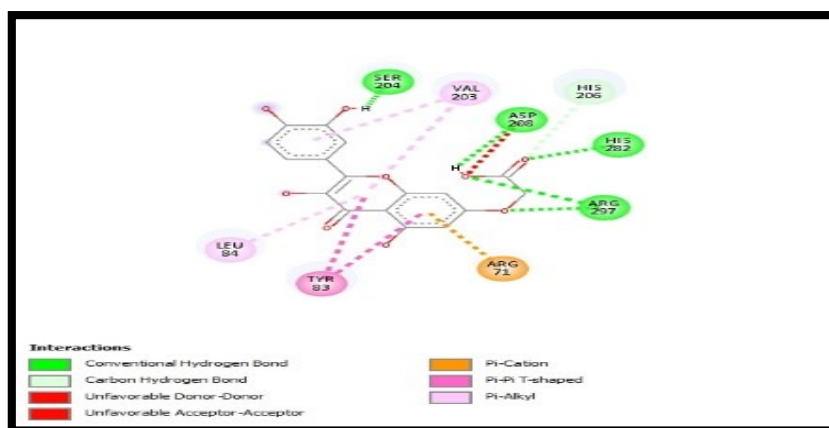 SER
204
VAL
203
HIS
206
ASP
208
H
HIS
282
H
ARG
297
LEU
84
TYR
83
ARG
71
Interactions
Conventional Hydrogen Bond
Carbon Hydrogen Bond
Unfavorable Donor-Donor
Unfavorable Acceptor-Acceptor
Pi-Cation
Pi-Pi T-shaped
Pi-Alkyl